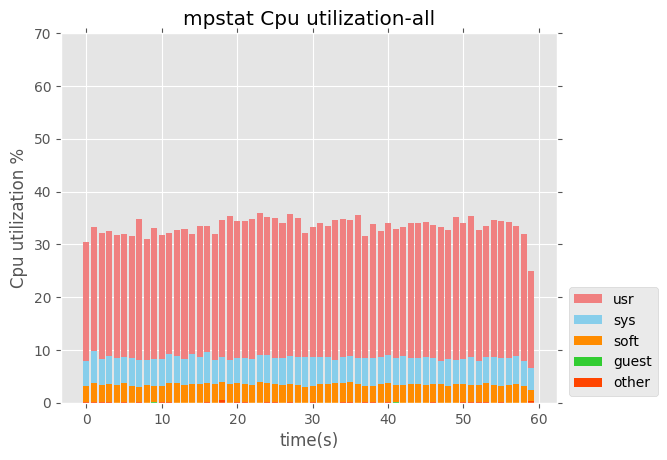 mpstat Cpu utilization-all
70
60
50
40
30
20
10
0
Cpu utilization %
0 10 20 30 40 50 60
time(s)
usr
sys
soft
guest
other